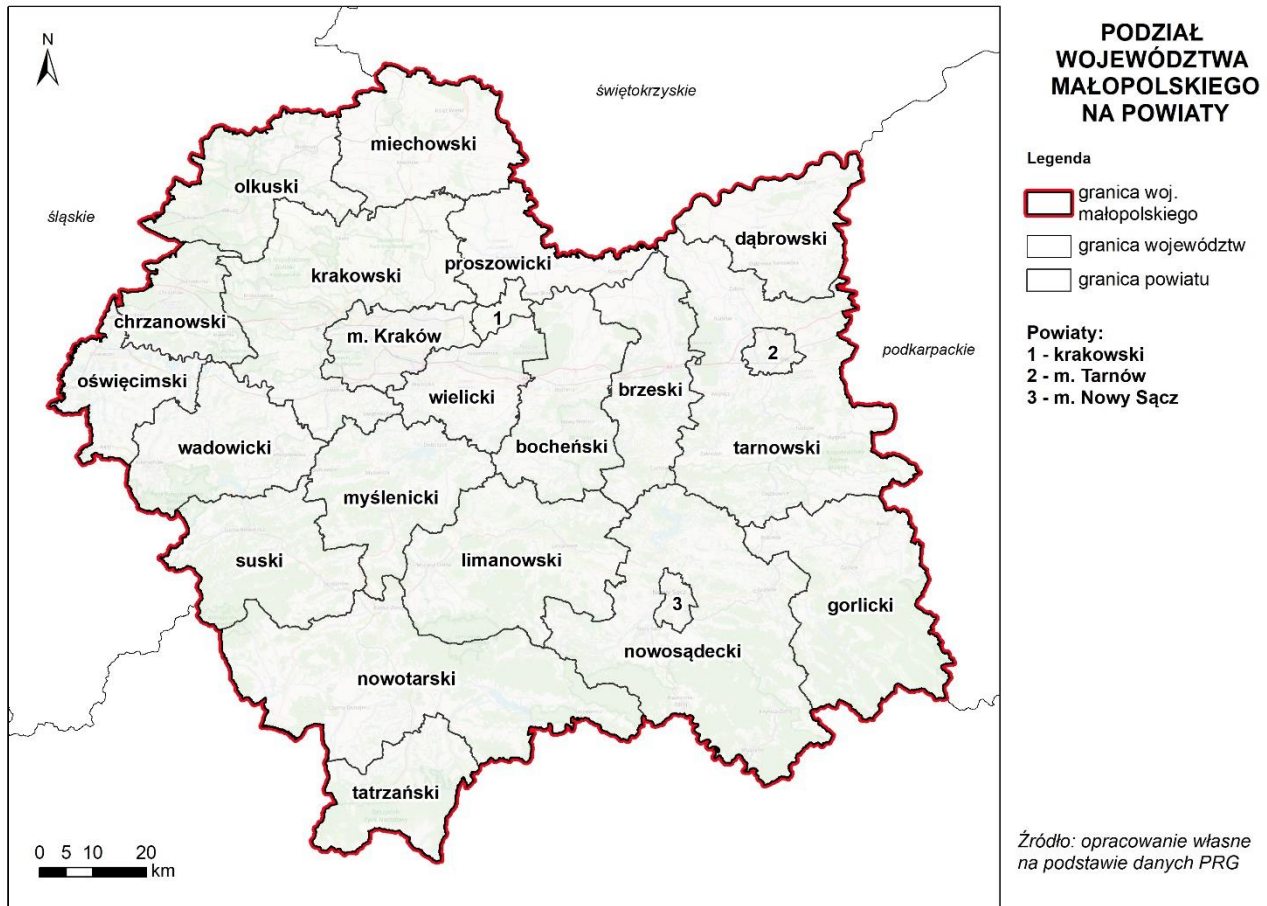 N
świętokrzyskie
miechowski
olkuski
śląskie
dąbrowski
krakowski
proszowicki
chrzanowski
m. Kraków
1
2
podkarpackie
oświęcimski
wielicki
brzeski
wadowicki
bocheński
tarnowski
myślenicki
suski
limanowski
3
gorlicki
nowosądecki
nowotarski
tatrzański
0 5 10 20
km
PODZIAŁ
WOJEWÓDZTWA
MAŁOPOLSKIEGO
NA POWIATY
Legenda
granica woj.
małopolskiego
granica województw
granica powiatu
Powiaty:
1 - krakowski
2 - m. Tarnów
3 - m. Nowy Sącz
Źródło: opracowanie własne
na podstawie danych PRG